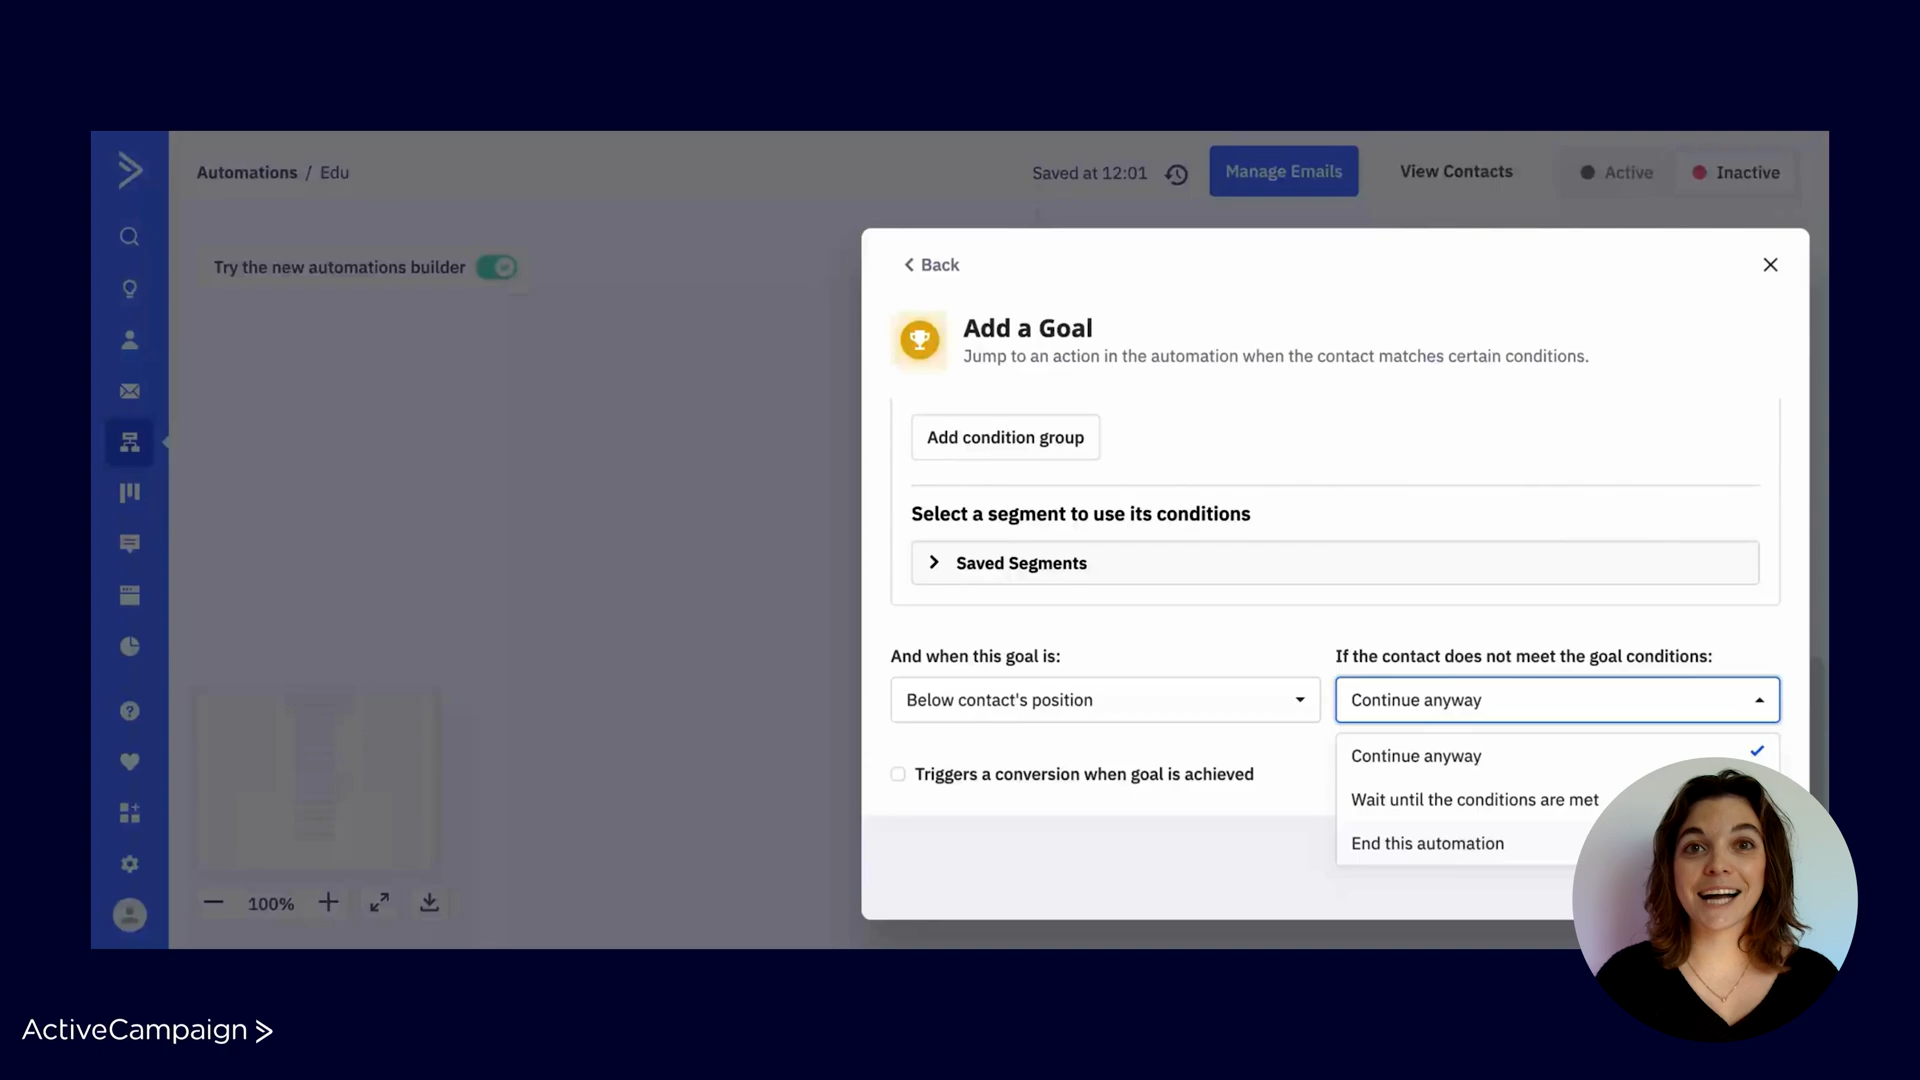 Automations / Edu
Saved at 12:01
Manage Emails
View Contacts
Active
Inactive
Try the new automations builder
Back
Add a Goal
Jump to an action in the automation when the contact matches certain conditions.
Add condition group
Select a segment to use its conditions
Saved Segments
And when this goal is:
If the contact does not meet the goal conditions:
Below contact's position
Continue anyway
Continue anyway
Triggers a conversion when goal is achieved
Wait until the conditions are met
End this automation
100%
ActiveCampaign